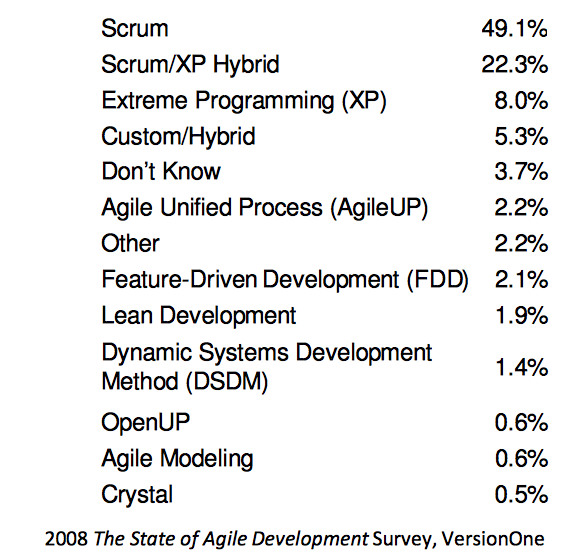 Scrum 49.1%
Scrum/XP Hybrid 22.3%
Extreme Programming (XP) 8.0%
Custom/Hybrid 5.3%
Don’t Know 3.7%
Agile Unified Process (AgileUP) 2.2%
Other 2.2%
Feature-Driven Development (FDD) 2.1%
Lean Development 1.9%
Dynamic Systems Development
Method (DSDM) 1.4%
OpenUP 0.6%
Agile Modeling 0.6%
Crystal 0.5%
2008 The State of Agile Development Survey, VersionOne